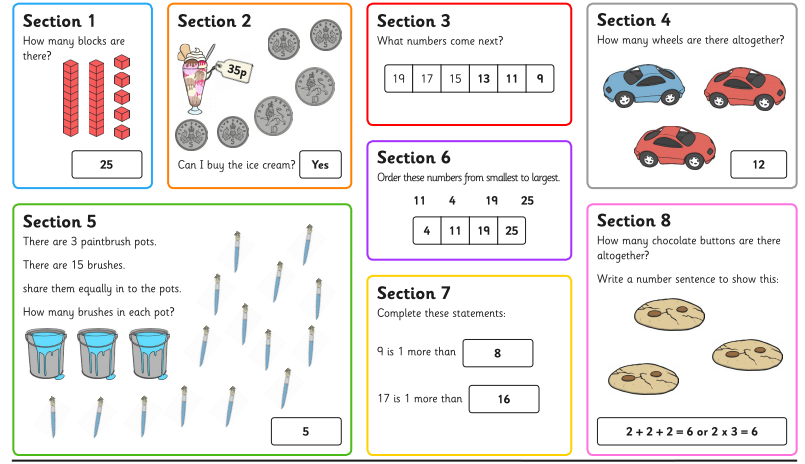 Section 1
How many blocks are
there?
25
Section 2
35p
Can I buy the ice cream?
Yes
Section 3
What numbers come next?
19 17 15 13 11 9
Section 4
How many wheels are there altogether?
12
Section 5
There are 3 paintbrush pots.
There are 15 brushes.
share them equally in to the pots.
How many brushes in each pot?
5
Section 6
Order these numbers from smallest to largest.
11 4 19 25
4 11 19 25
Section 7
Complete these statements:
9 is 1 more than 8
17 is 1 more than 16
Section 8
How many chocolate buttons are there
altogether?
Write a number sentence to show this:
2 + 2 + 2 = 6 or 2 x 3 = 6